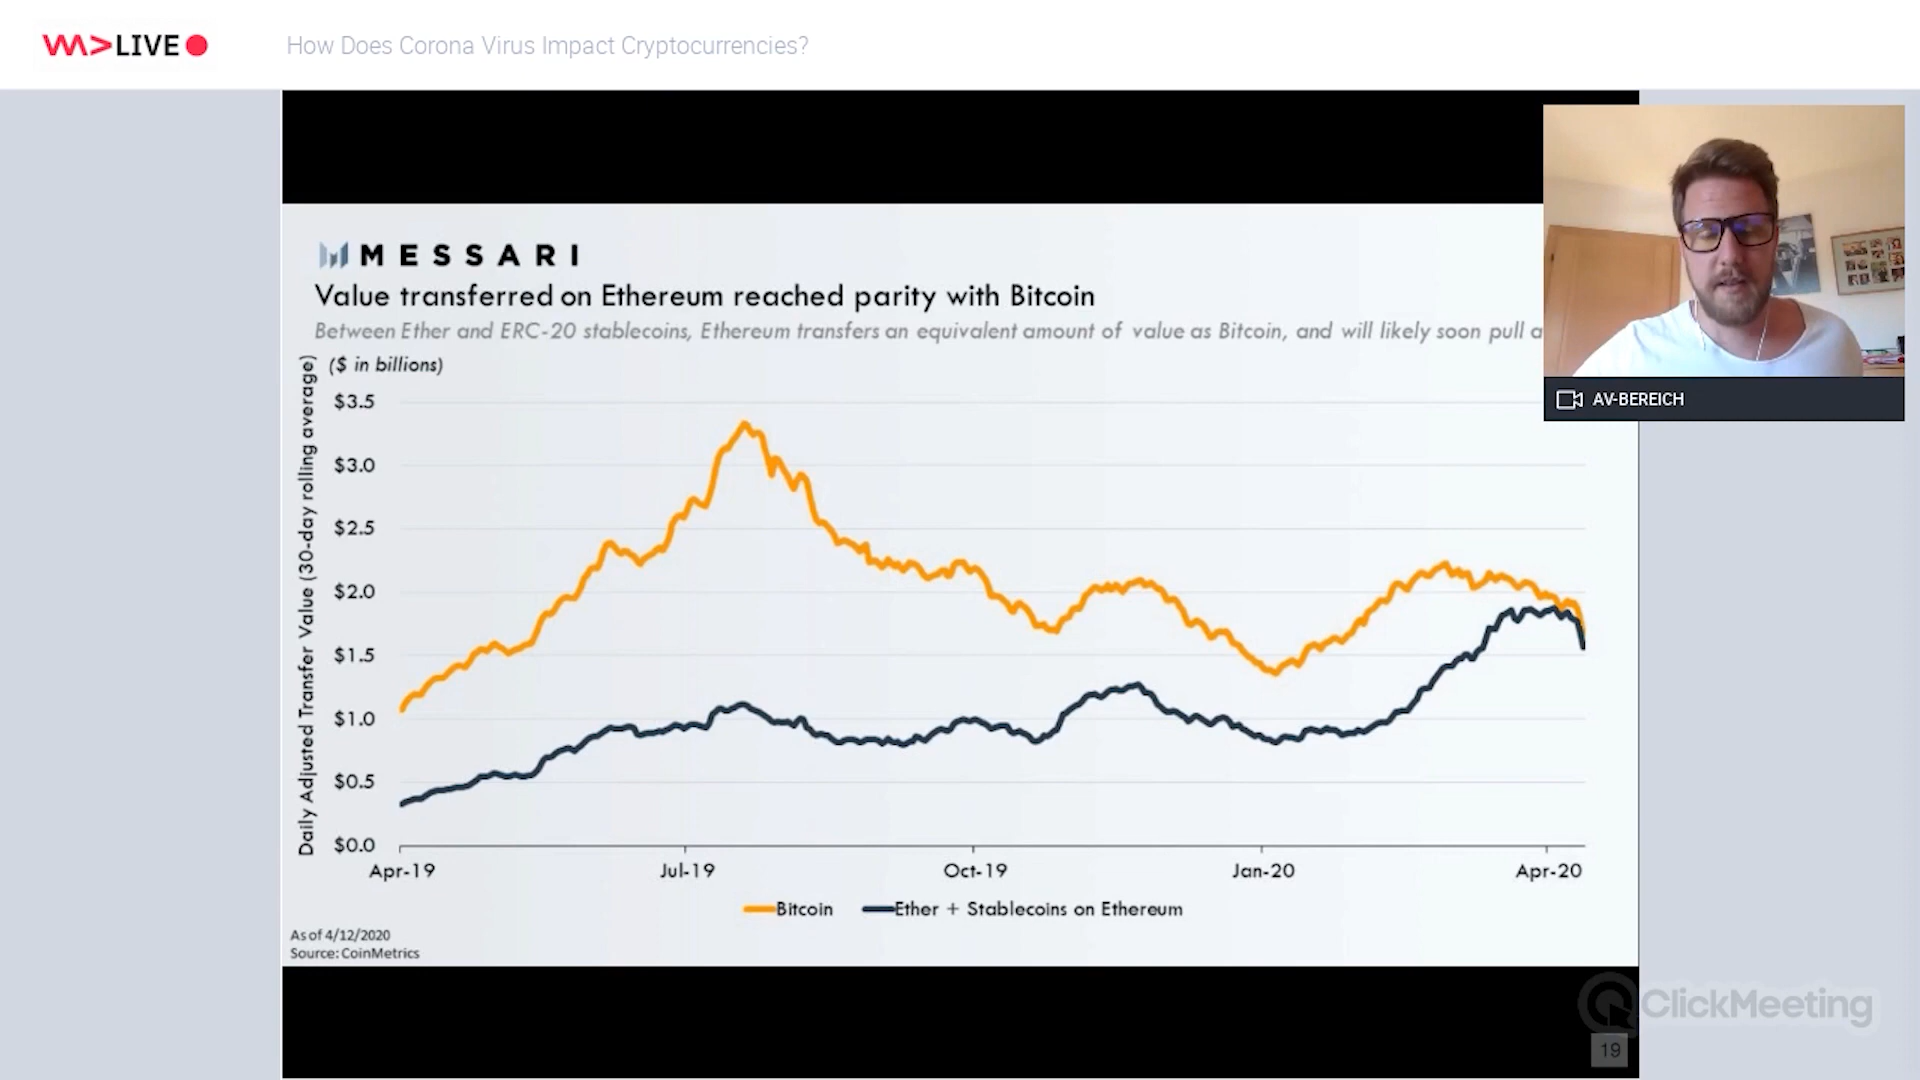 VM>LIVE
How Does Corona Virus Impact Cryptocurrencies?
MESSARI
Value transferred on Ethereum reached parity with Bitcoin
Between Ether and ERC-20 stablecoins, Ethereum transfers an equivalent amount of value as Bitcoin, and will likely soon pull a
($ in billions)
Daily Adjusted Transfer Value (30-day rolling average)
$3.5
$3.0
$2.5
$2.0
$1.5
$1.0
$0.5
$0.0
Apr-19 Jul-19 Oct-19 Jan-20 Apr-20
Bitcoin Ether + Stablecoins on Ethereum
As of 4/12/2020
Source: CoinMetrics
AV-BEREICH
ClickMeeting
19